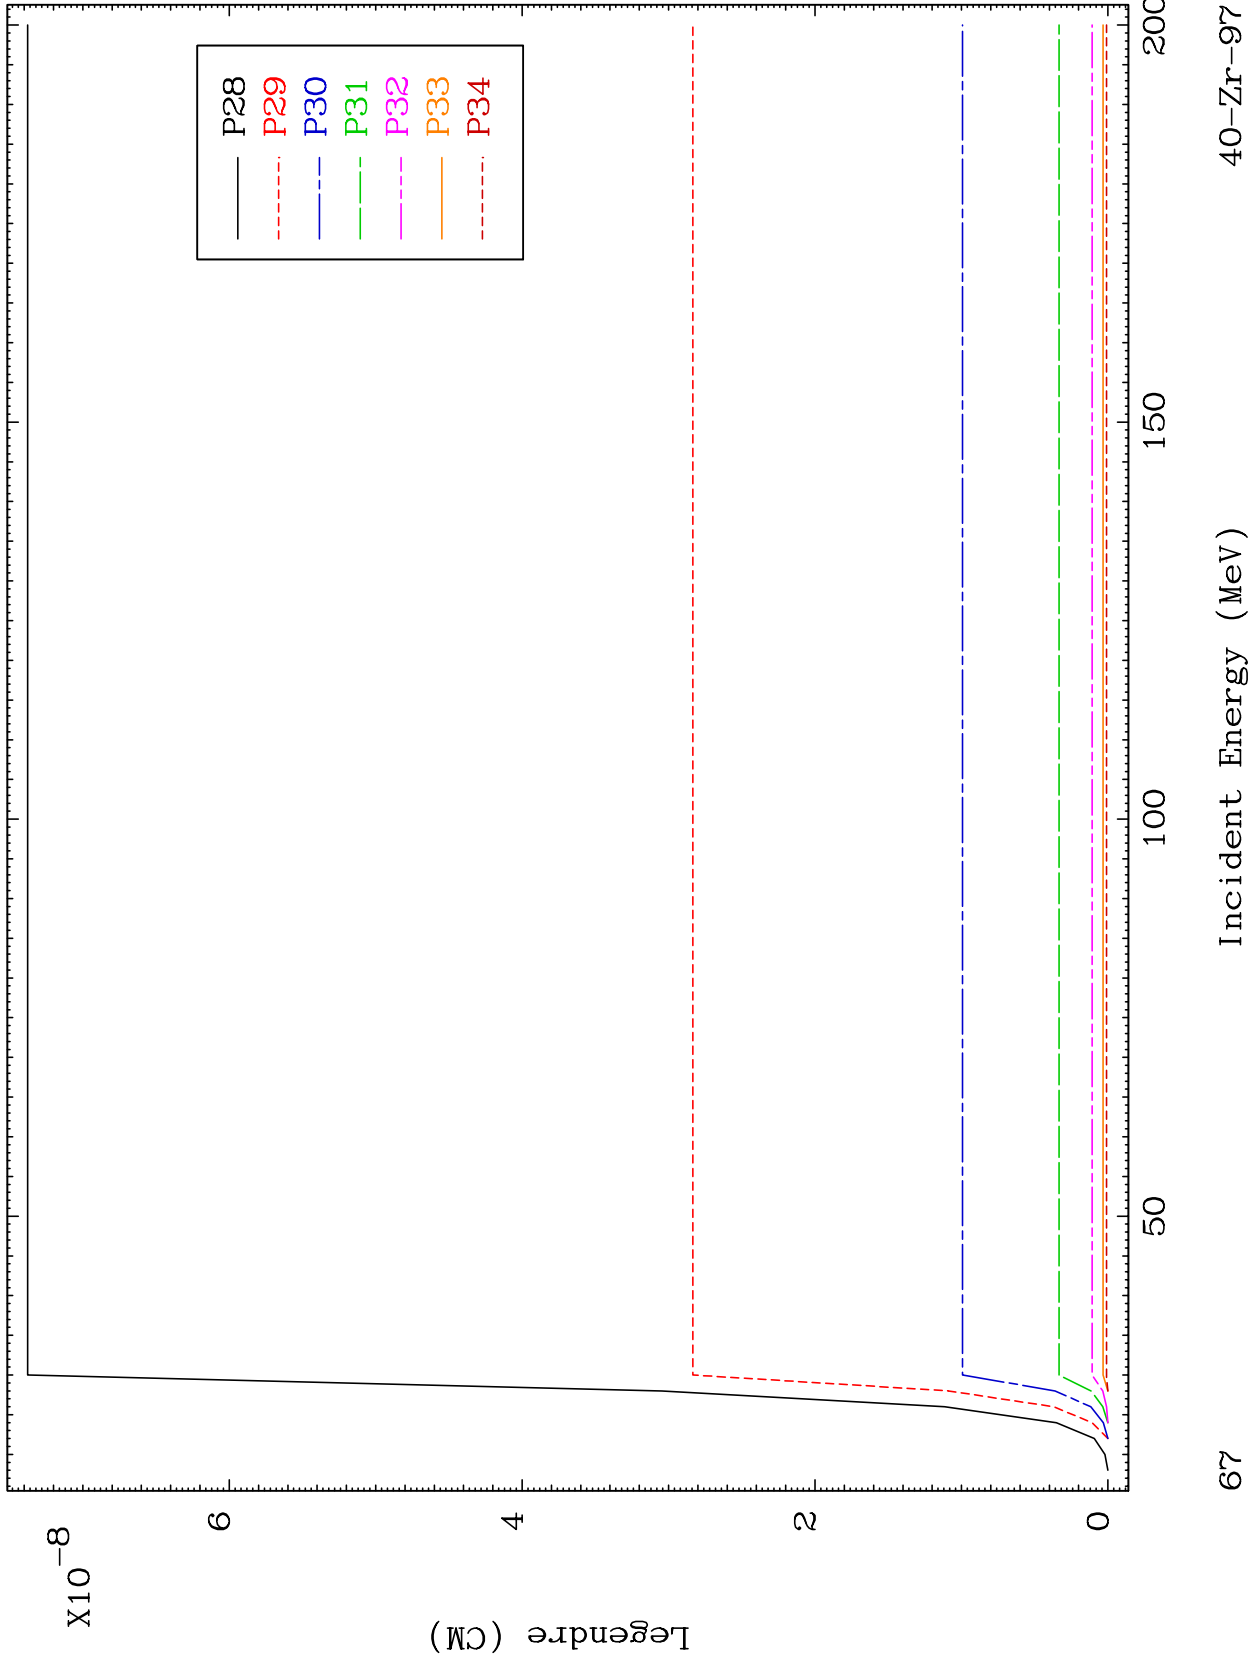 X10-8
6
4
2
0
Legendre (CM)
P28
P29
P30
P31
P32
P33
P34
50
100
150
200
Incident Energy (MeV)
67
40-Zr-97